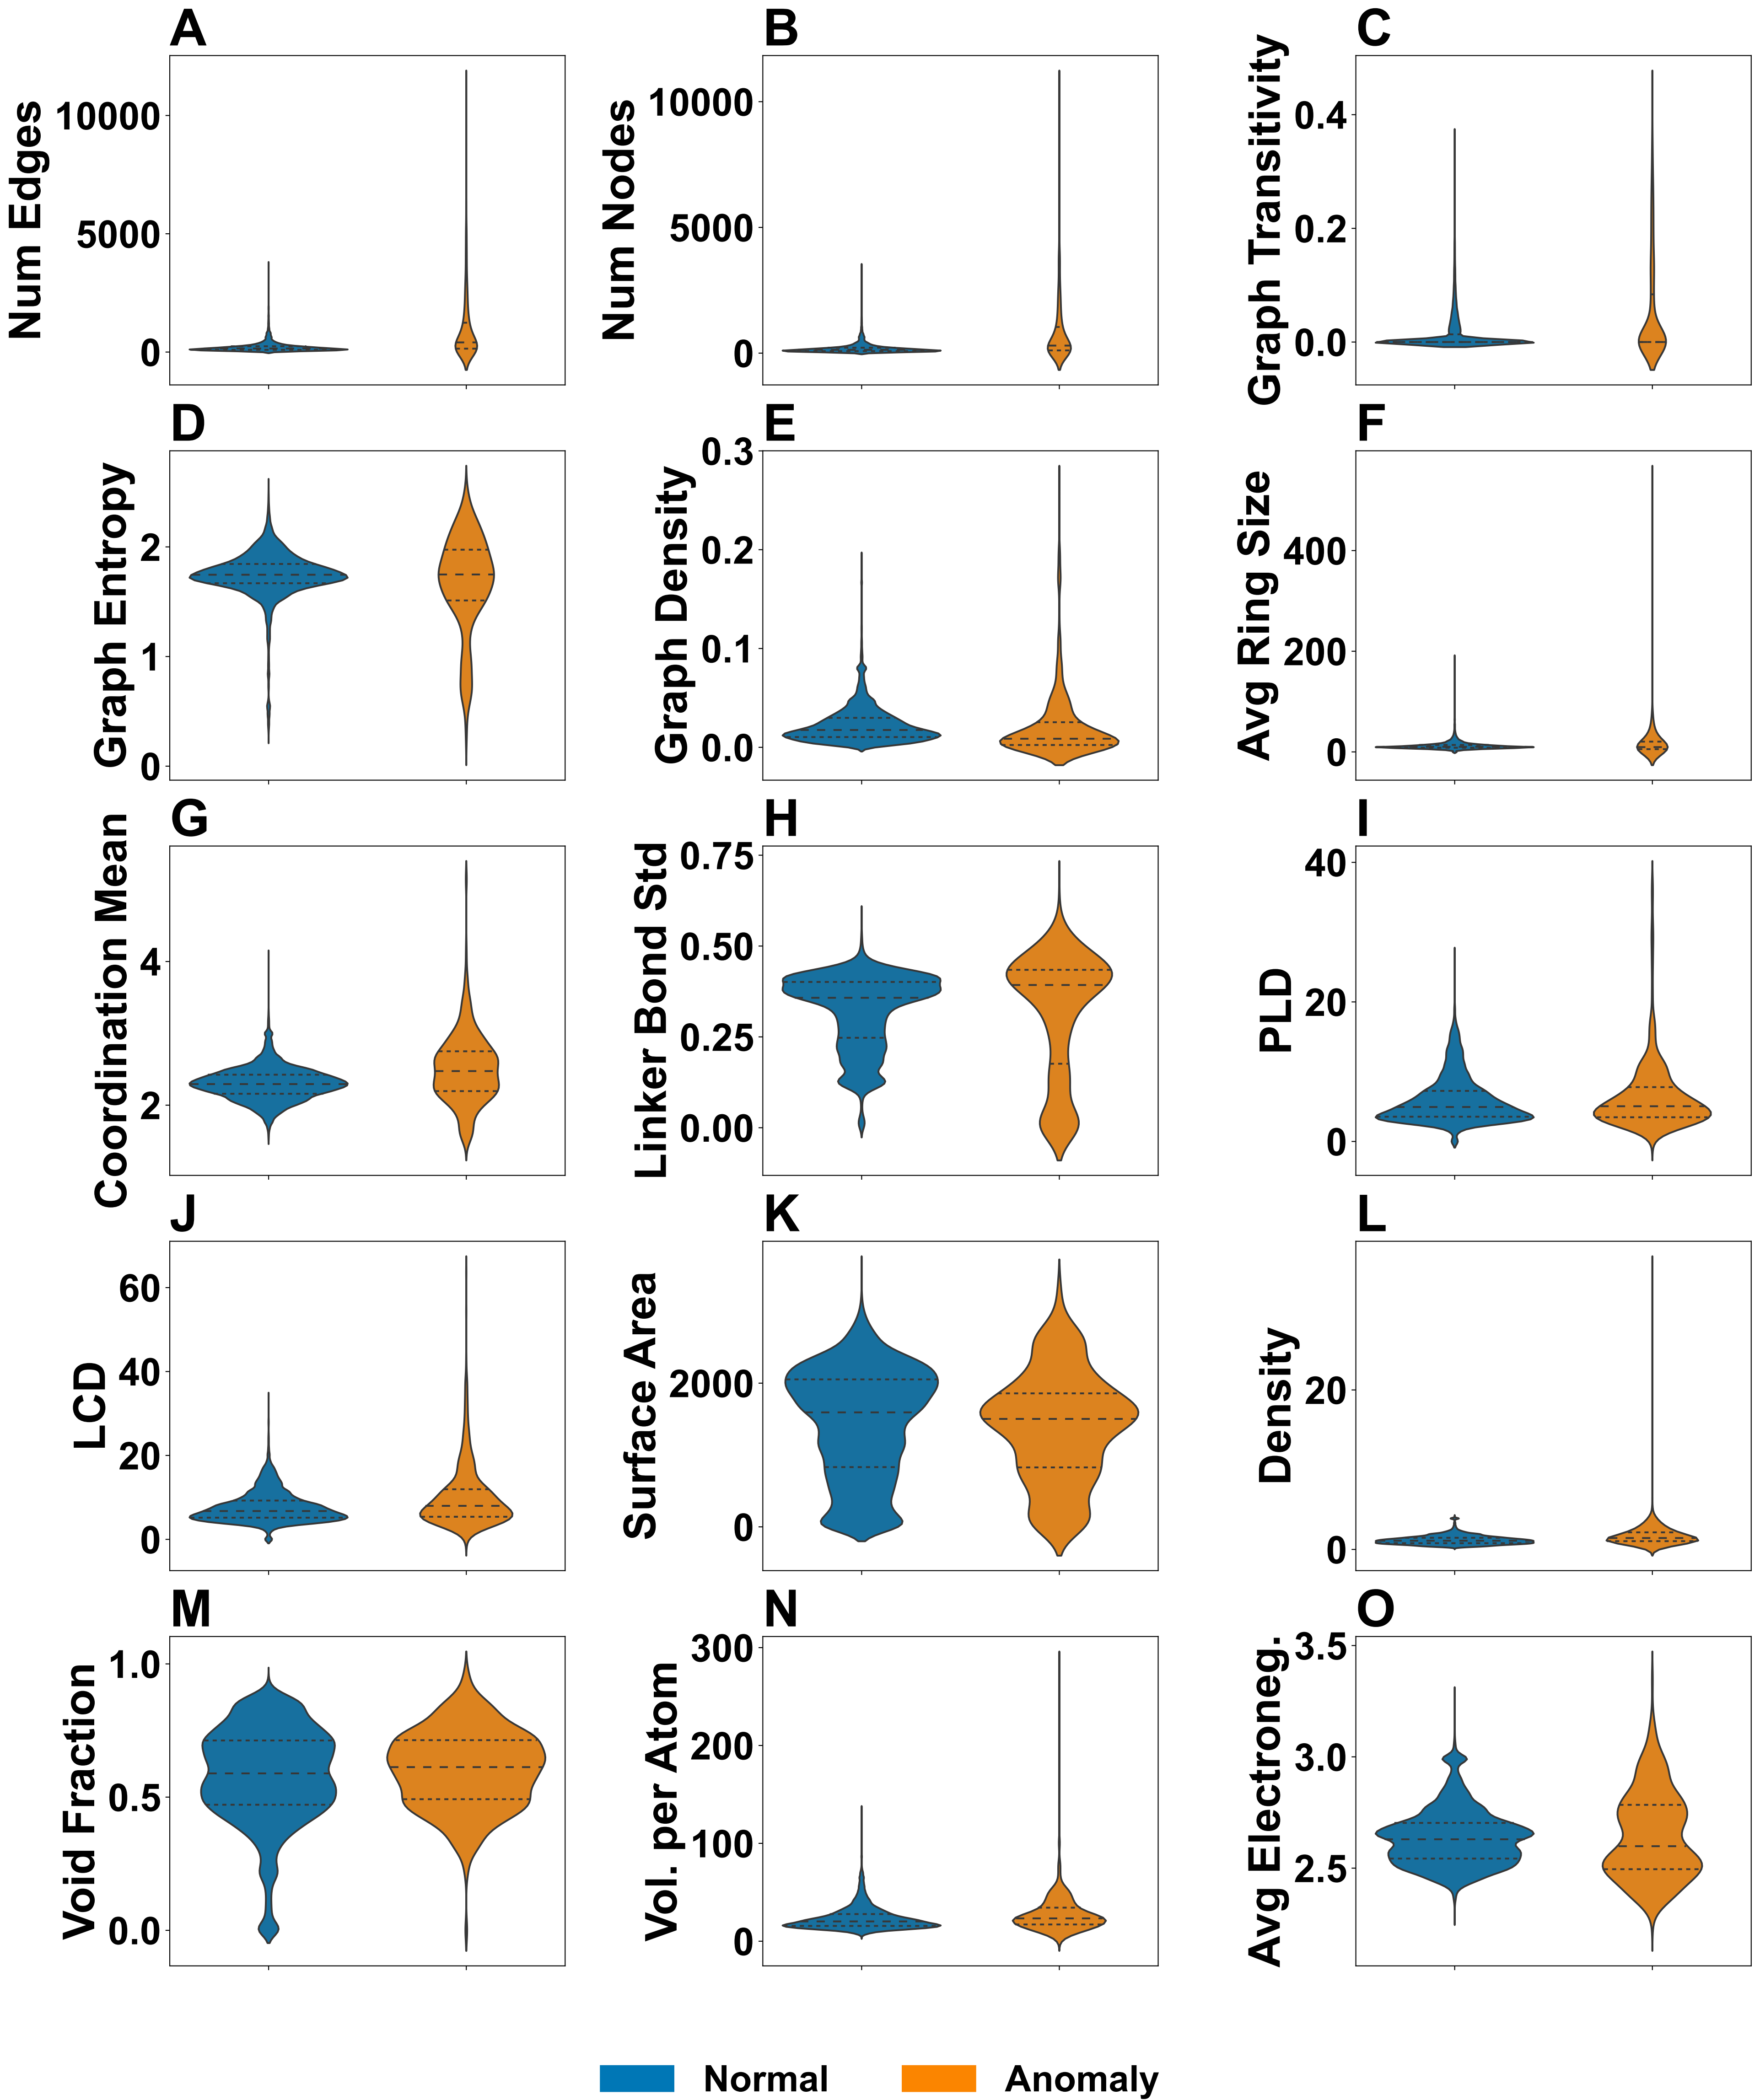 A
Num Edges
10000
5000
0
B
Num Nodes
10000
5000
0
C
Graph Transitivity
0.4
0.2
0.0
D
Graph Entropy
2
1
0
E
Graph Density
0.3
0.2
0.1
0.0
F
Avg Ring Size
400
200
0
G
Coordination Mean
4
2
H
Linker Bond Std
0.75
0.50
0.25
0.00
I
PLD
40
20
0
J
LCD
60
40
20
0
K
Surface Area
2000
0
L
Density
20
0
M
Void Fraction
1.0
0.5
0.0
N
Vol. per Atom
300
200
100
0
O
Avg Electroneg.
3.5
3.0
2.5
Normal
Anomaly